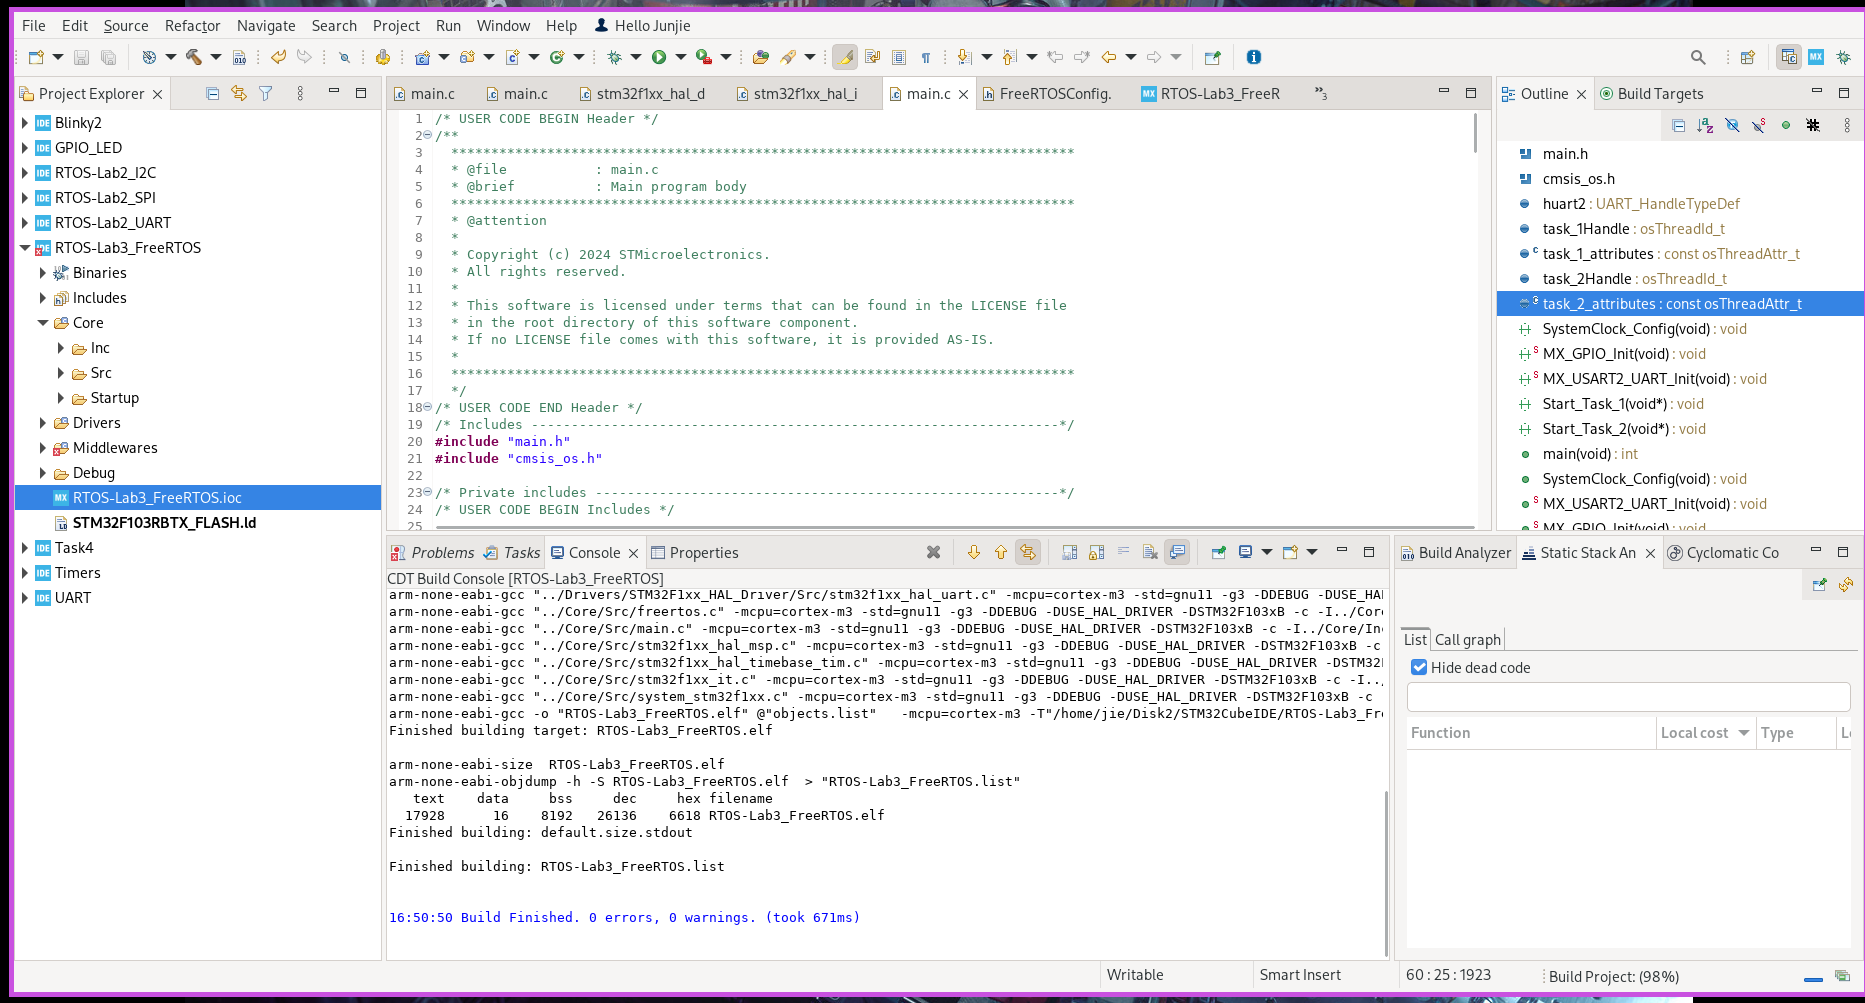 File Edit Source Refactor Navigate Search Project Run Window Help Hello Junjie
Project Explorer
Blinky2
GPIO_LED
RTOS-Lab2_I2C
RTOS-Lab2_SPI
RTOS-Lab2_UART
RTOS-Lab3_FreeRTOS
Binaries
Includes
Core
Inc
Src
Startup
Drivers
Middlewares
Debug
RTOS-Lab3_FreeRTOS.ioc
STM32F103RBTX_FLASH.ld
Task4
Timers
UART
main.c main.c stm32f1xx_hal_d stm32f1xx_hal_i main.c FreeRTOSConfig. RTOS-Lab3_FreeR »3
1 /* USER CODE BEGIN Header */
2 /**
3 ******************************************************************************
4 * @file : main.c
5 * @brief : Main program body
6 ******************************************************************************
7 * @attention
8 *
9 * Copyright (c) 2024 STMicroelectronics.
10 * All rights reserved.
11 *
12 * This software is licensed under terms that can be found in the LICENSE file
13 * in the root directory of this software component.
14 * If no LICENSE file comes with this software, it is provided AS-IS.
15 *
16 ******************************************************************************
17 */
18 /* USER CODE END Header */
19 /* Includes ------------------------------------------------------------------*/
20 #include "main.h"
21 #include "cmsis_os.h"
22
23 /* Private includes ----------------------------------------------------------*/
24 /* USER CODE BEGIN Includes */
25
Outline Build Targets
main.h
cmsis_os.h
huart2 : UART_HandleTypeDef
task_1Handle : osThreadId_t
task_1_attributes : const osThreadAttr_t
task_2Handle : osThreadId_t
task_2_attributes : const osThreadAttr_t
SystemClock_Config(void) : void
MX_GPIO_Init(void) : void
MX_USART2_UART_Init(void) : void
Start_Task_1(void*) : void
Start_Task_2(void*) : void
main(void) : int
SystemClock_Config(void) : void
MX_USART2_UART_Init(void) : void
MX_GPIO_Init(void) : void
Problems Tasks Console Properties
CDT Build Console [RTOS-Lab3_FreeRTOS]
arm-none-eabi-gcc "../Drivers/STM32F1xx_HAL_Driver/Src/stm32f1xx_hal_uart.c" -mcpu=cortex-m3 -std=gnu11 -g3 -DDEBUG -DUSE_HAL
arm-none-eabi-gcc "../Core/Src/freertos.c" -mcpu=cortex-m3 -std=gnu11 -g3 -DDEBUG -DUSE_HAL_DRIVER -DSTM32F103xB -c -I../Core
arm-none-eabi-gcc "../Core/Src/main.c" -mcpu=cortex-m3 -std=gnu11 -g3 -DDEBUG -DUSE_HAL_DRIVER -DSTM32F103xB -c -I../Core/Inc
arm-none-eabi-gcc "../Core/Src/stm32f1xx_hal_msp.c" -mcpu=cortex-m3 -std=gnu11 -g3 -DDEBUG -DUSE_HAL_DRIVER -DSTM32F103xB -c
arm-none-eabi-gcc "../Core/Src/stm32f1xx_hal_timebase_tim.c" -mcpu=cortex-m3 -std=gnu11 -g3 -DDEBUG -DUSE_HAL_DRIVER -DSTM32F
arm-none-eabi-gcc "../Core/Src/stm32f1xx_it.c" -mcpu=cortex-m3 -std=gnu11 -g3 -DDEBUG -DUSE_HAL_DRIVER -DSTM32F103xB -c -I../
arm-none-eabi-gcc "../Core/Src/system_stm32f1xx.c" -mcpu=cortex-m3 -std=gnu11 -g3 -DDEBUG -DUSE_HAL_DRIVER -DSTM32F103xB -c
arm-none-eabi-gcc -o "RTOS-Lab3_FreeRTOS.elf" @"objects.list" -mcpu=cortex-m3 -T"/home/jie/Disk2/STM32CubeIDE/RTOS-Lab3_Fre
Finished building target: RTOS-Lab3_FreeRTOS.elf
arm-none-eabi-size RTOS-Lab3_FreeRTOS.elf
arm-none-eabi-objdump -h -S RTOS-Lab3_FreeRTOS.elf > "RTOS-Lab3_FreeRTOS.list"
text data bss dec hex filename
17928 16 8192 26136 6618 RTOS-Lab3_FreeRTOS.elf
Finished building: default.size.stdout
Finished building: RTOS-Lab3_FreeRTOS.list
16:50:50 Build Finished. 0 errors, 0 warnings. (took 671ms)
Build Analyzer Static Stack An Cyclomatic Co
List Call graph
Hide dead code
Function Local cost Type
Writable Smart Insert 60 : 25 : 1923 Build Project: (98%)